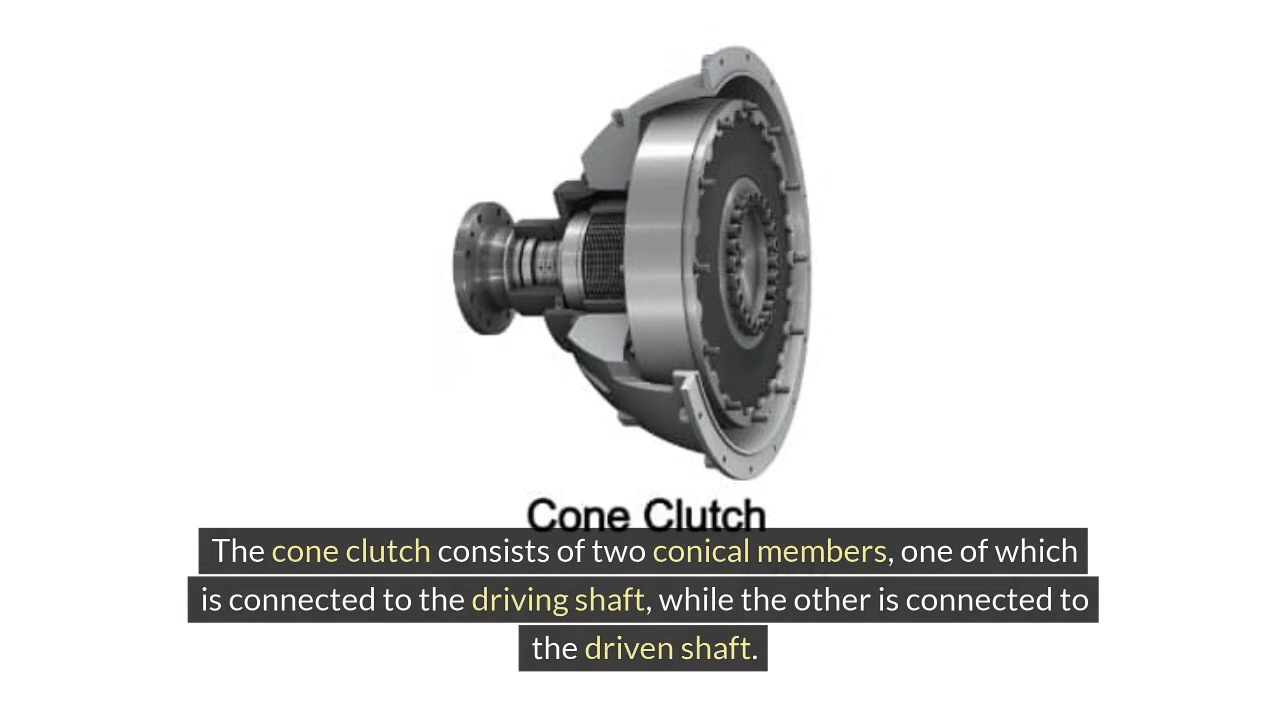 Cone Clutch
The cone clutch consists of two conical members, one of which
is connected to the driving shaft, while the other is connected to
the driven shaft.